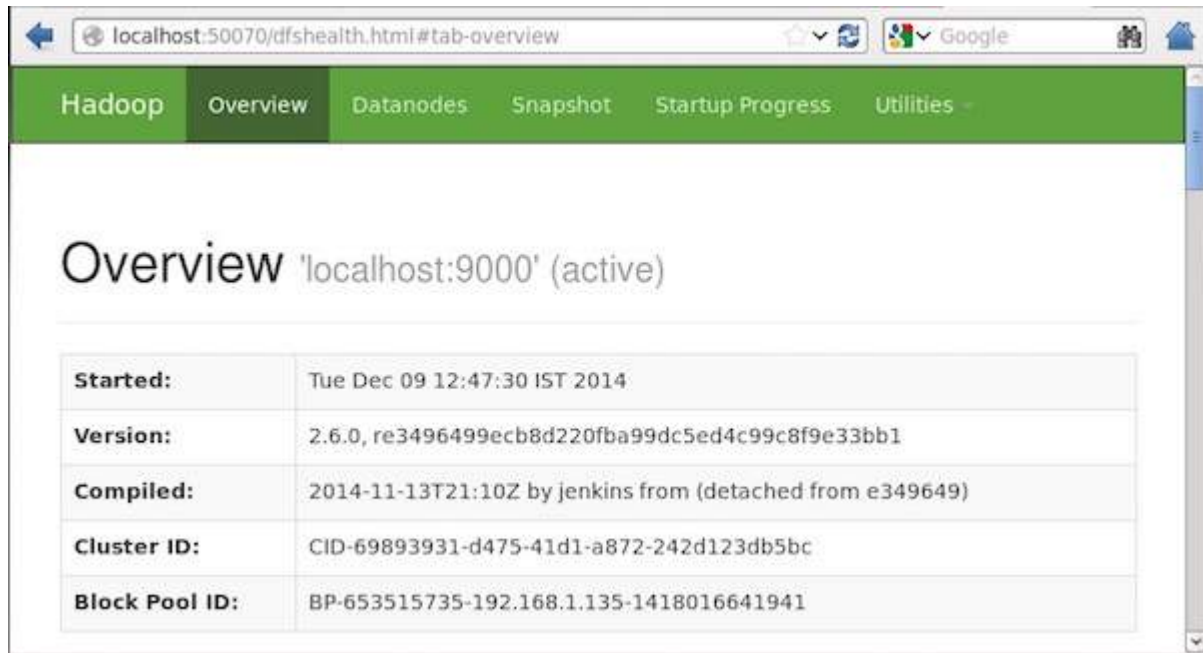 localhost:50070/dfshealth.html#tab-overview Google
Hadoop Overview Datanodes Snapshot Startup Progress Utilities
Overview 'localhost:9000' (active)
Started: Tue Dec 09 12:47:30 IST 2014
Version: 2.6.0, re3496499ecb8d220fba99dc5ed4c99c8f9e33bb1
Compiled: 2014-11-13T21:10Z by jenkins from (detached from e349649)
Cluster ID: CID-69893931-d475-41d1-a872-242d123db5bc
Block Pool ID: BP-653515735-192.168.1.135-1418016641941